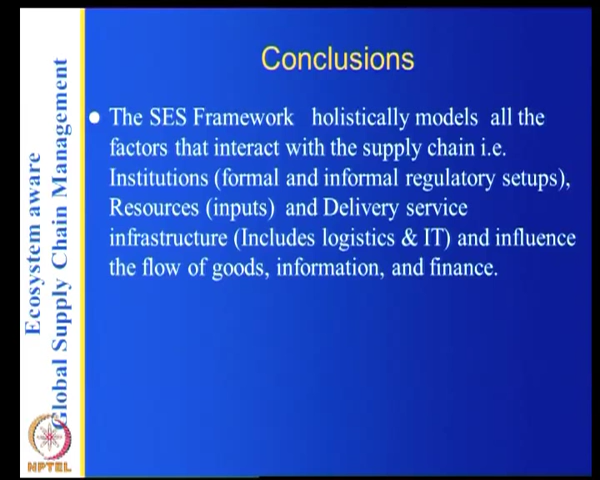 Conclusions
The SES Framework holistically models all the
factors that interact with the supply chain i.e.
Institutions (formal and informal regulatory setups),
Resources (inputs) and Delivery service
infrastructure (Includes logistics & IT) and influence
the flow of goods, information, and finance.
Ecosystem aware
Global Supply Chain Management
NPTEL